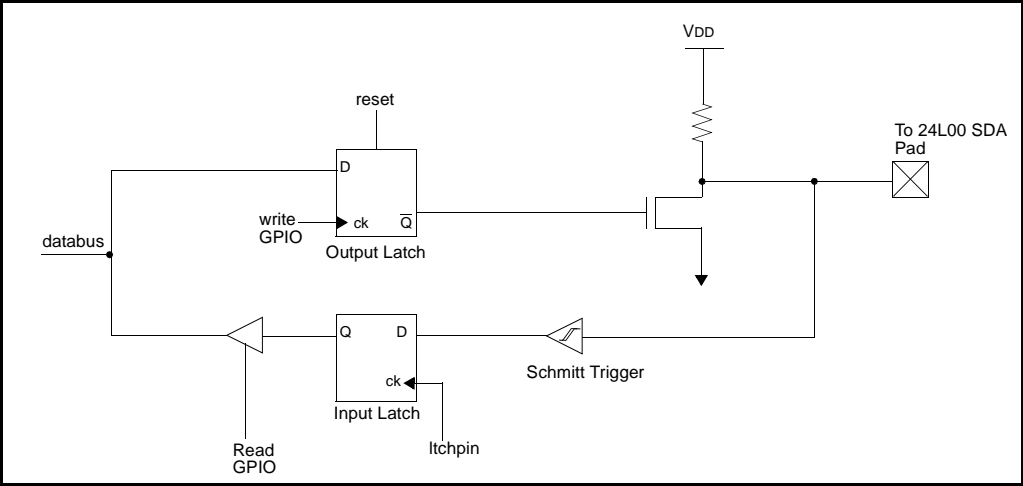 VDD
reset
To 24L00 SDA
Pad
D
write
GPIO
ck
Q
Output Latch
databus
Q
D
ck
Schmitt Trigger
Input Latch
ltchpin
Read
GPIO